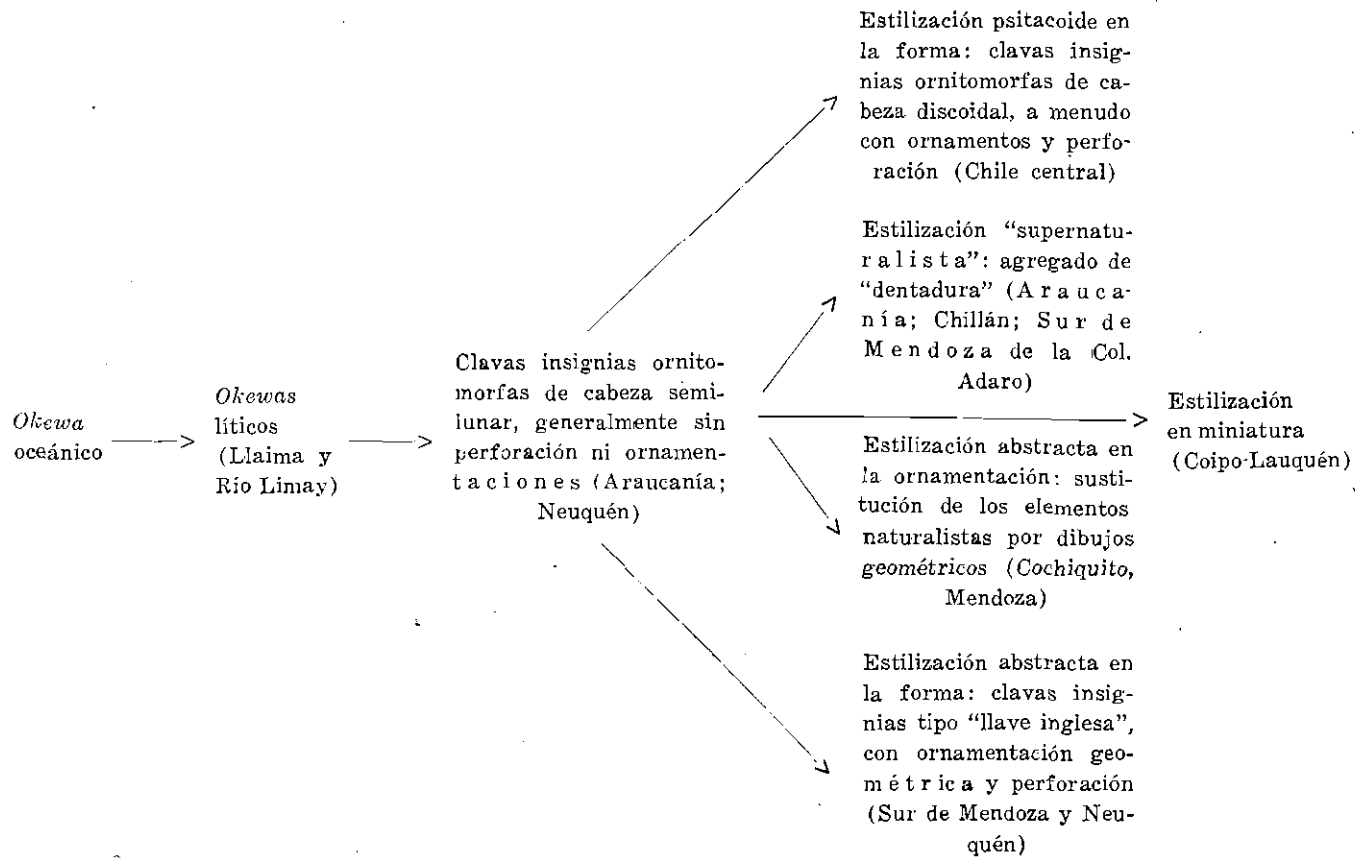 Okewa
oceánico
Okewas
líticos
(Llaima y
Río Limay)
Clavas insignias ornito-
morfas de cabeza semi-
lunar, generalmente sin
perforación ni ornamen-
taciones (Araucanía;
Neuquén)
Estilización psitacoide en
la forma: clavas insig-
nias ornitomorfas de ca-
beza discoidal, a menudo
con ornamentos y perfo-
ración (Chile central)
Estilización “supernatu-
ralista”: agregado de
“dentadura” (Arauca-
nía; Chillán; Sur de
Mendoza de la Col.
Adaro)
Estilización abstracta en
la ornamentación: susti-
tución de los elementos
naturalistas por dibujos
geométricos (Cochiquito,
Mendoza)
Estilización abstracta en
la forma: clavas insig-
nias tipo “llave inglesa”,
con ornamentación geo-
métrica y perforación
(Sur de Mendoza y Neu-
quén)
Estilización
en miniatura
(Coipo-Lauquén)